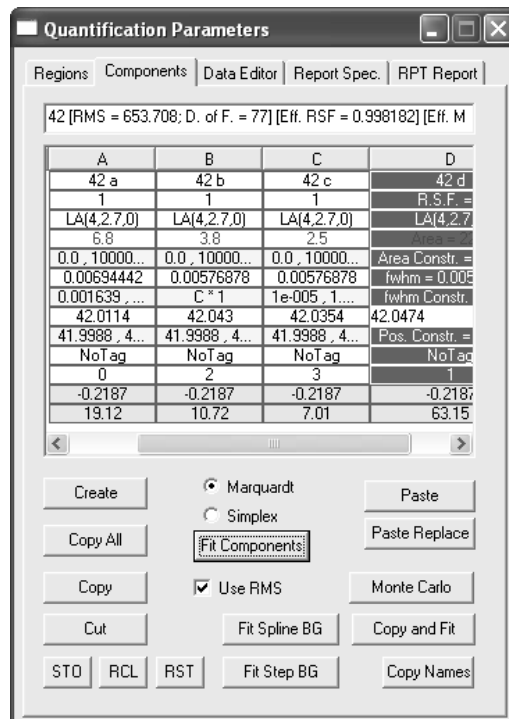 Quantification Parameters
Regions Components Data Editor Report Spec. RPT Report
42 [RMS = 653.708; D. of F. = 77] [Eff. RSF = 0.998182] [Eff. M
A B C D
42 a 42 b 42 c 42 d
1 1 1 R.S.F. =
LA(4,2.7,0) LA(4,2.7,0) LA(4,2.7,0) LA(4,2.7
6.8 3.8 2.5 Area = 2
0.0 , 10000... 0.0 , 10000... 0.0 , 10000... Area Constr. =
0.00694442 0.00576878 0.00576878 fwhm = 0.005
0.001639 , ... C * 1 1e-005 , 1.... fwhm Constr.
42.0114 42.043 42.0354 42.0474
41.9988 , 4... 41.9988 , 4... 41.9988 , 4... Pos. Constr. =
NoTag NoTag NoTag NoTag
0 2 3 1
-0.2187 -0.2187 -0.2187 -0.2187
19.12 10.72 7.01 63.15
Create Marquardt Paste
Simplex
Copy All Fit Components Paste Replace
Copy Use RMS Monte Carlo
Cut Fit Spline BG Copy and Fit
STO RCL RST Fit Step BG Copy Names